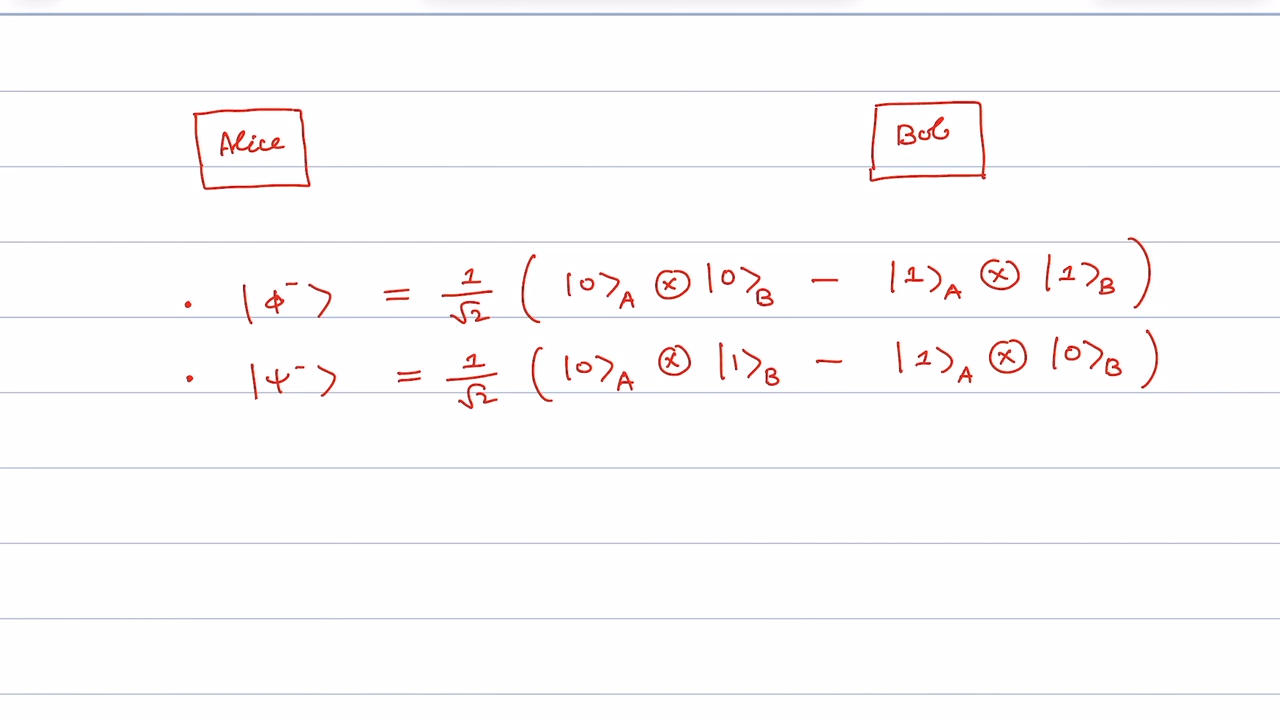 Alice Bob
. |ϕ⁻> = 1/√2 ( |0>_A ⊗ |0>_B − |1>_A ⊗ |1>_B )
. |ψ⁻> = 1/√2 ( |0>_A ⊗ |1>_B − |1>_A ⊗ |0>_B )